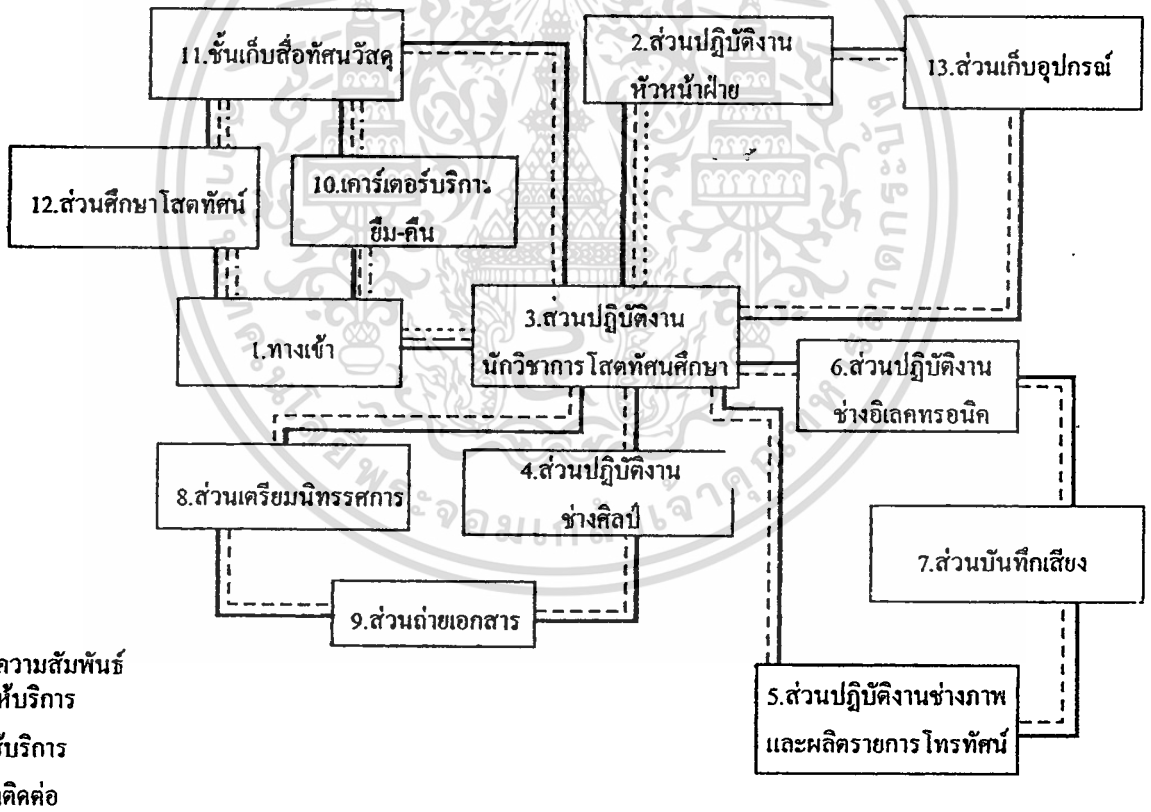 11.ชั้นเก็บสื่อทัศนวัสดุ
2.ส่วนปฎิบัติงาน
หัวหน้าฝ่าย
13.ส่วนเก็บอุปกรณ์
12.ส่วนศึกษาโสตทัศน์
10.เคาร์เตอร์บริการ
ยืม-คืน
1.ทางเข้า
3.ส่วนปฎิบัติงาน
นักวิชาการโสตทัศนศึกษา
6.ส่วนปฎิบัติงาน
ช่างอิเลคทรอนิค
8.ส่วนเตรียมนิทรรศการ
4.ส่วนปฎิบัติงาน
ช่างศิลป์
7.ส่วนบันทึกเสียง
9.ส่วนถ่ายเอกสาร
5.ส่วนปฎิบัติงานช่างภาพ
และผลิตรายการโทรทัศน์
ความสัมพันธ์
ห้บริการ
บริการ
ติดต่อ